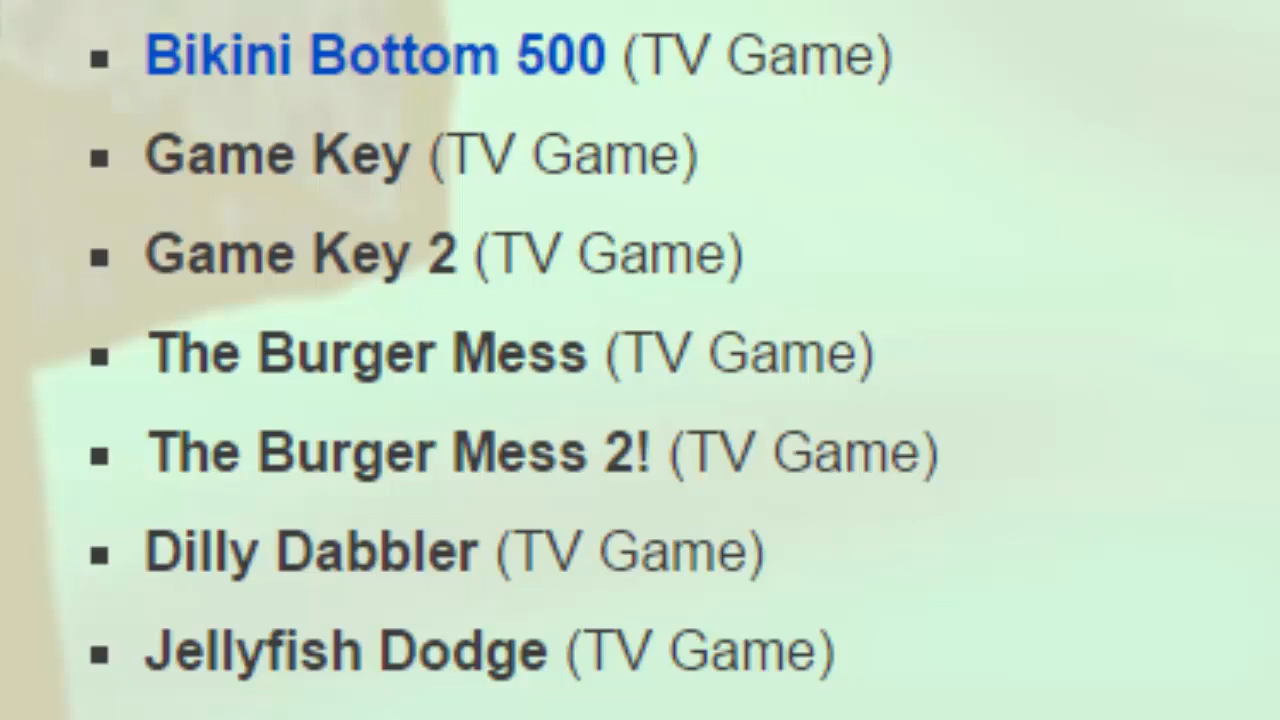 ▪ Bikini Bottom 500 (TV Game)
▪ Game Key (TV Game)
▪ Game Key 2 (TV Game)
▪ The Burger Mess (TV Game)
▪ The Burger Mess 2! (TV Game)
▪ Dilly Dabbler (TV Game)
▪ Jellyfish Dodge (TV Game)